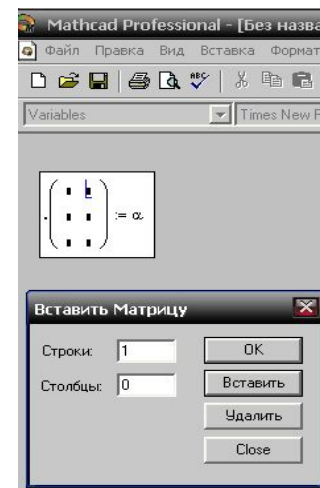 Mathcad Professional - [Без назва
Файл Правка Вид Вставка Формат
Variables Times New
:= α
Вставить Матрицу
Строки: 1 OK
Столбцы: 0 Вставить
Удалить
Close